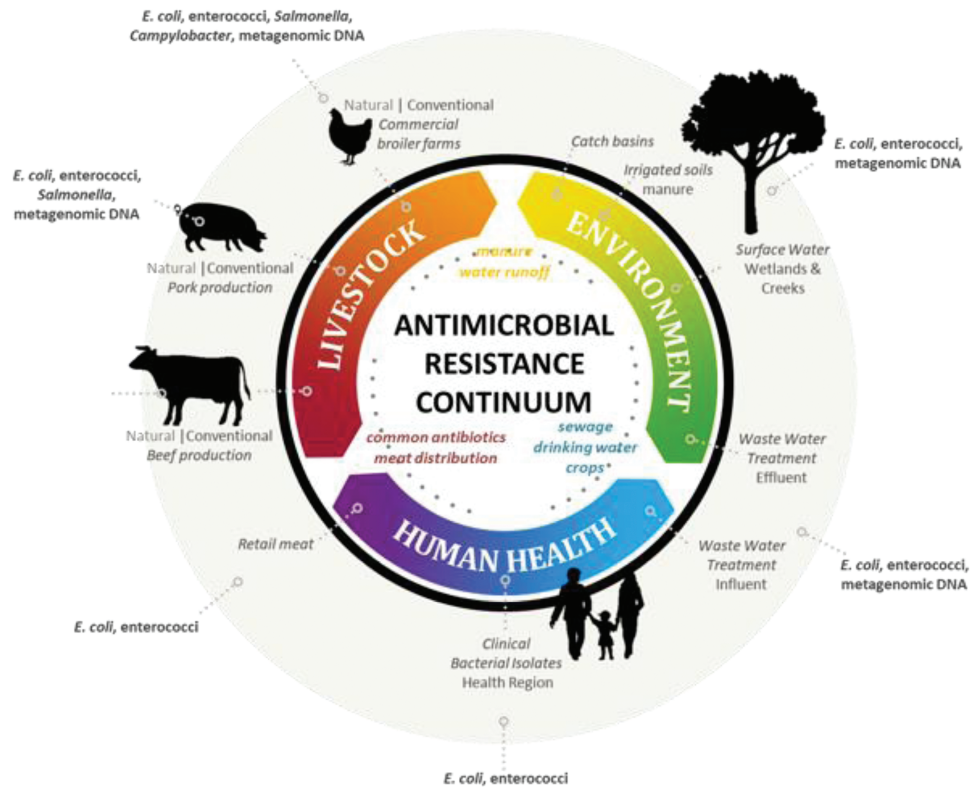 E. coli, enterococci, Salmonella,
Campylobacter, metagenomic DNA
Natural | Conventional
Commercial
broiler farms
Catch basins
Irrigated soils
manure
E. coli, enterococci,
metagenomic DNA
E. coli, enterococci,
Salmonella,
metagenomic DNA
Natural |Conventional
Pork production
Surface Water
Wetlands &
Creeks
LIVESTOCK
ENVIRONMENT
manure
water runoff
ANTIMICROBIAL
RESISTANCE
CONTINUUM
common antibiotics
meat distribution
sewage
drinking water
crops
Natural |Conventional
Beef production
Waste Water
Treatment
Effluent
HUMAN HEALTH
Retail meat
Waste Water
Treatment
Influent
E. coli, enterococci,
metagenomic DNA
E. coli, enterococci
Clinical
Bacterial Isolates
Health Region
E. coli, enterococci